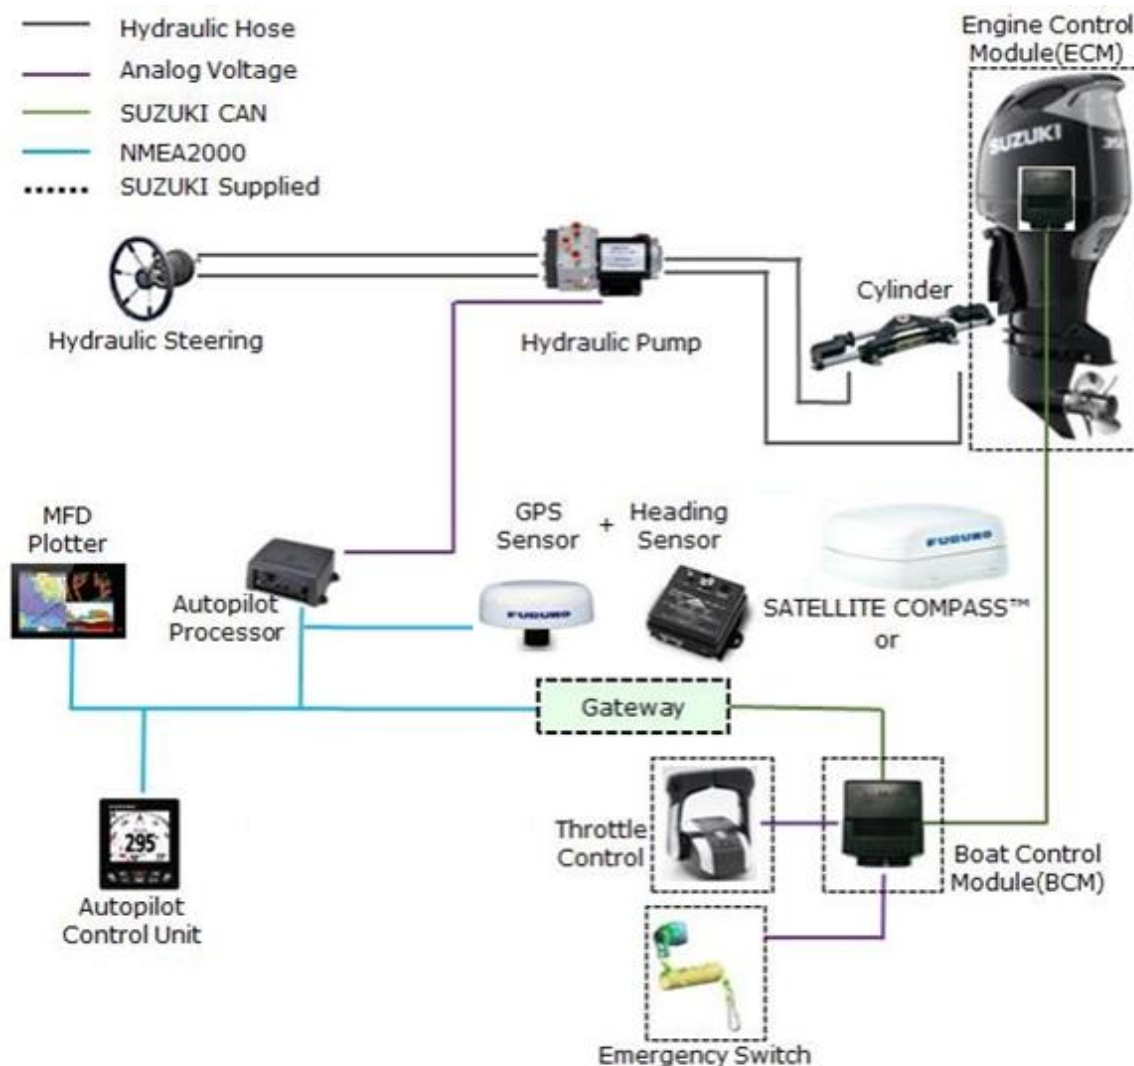 Hydraulic Hose
Analog Voltage
SUZUKI CAN
NMEA2000
SUZUKI Supplied
Engine Control
Module(ECM)
SUZUKI
Hydraulic Steering
Hydraulic Pump
Cylinder
MFD
Plotter
Autopilot
Processor
GPS
Sensor
+
Heading
Sensor
FURUNO
FURUNO
SATELLITE COMPASS™
or
Gateway
Throttle
Control
Boat Control
Module(BCM)
295
Autopilot
Control Unit
Emergency Switch